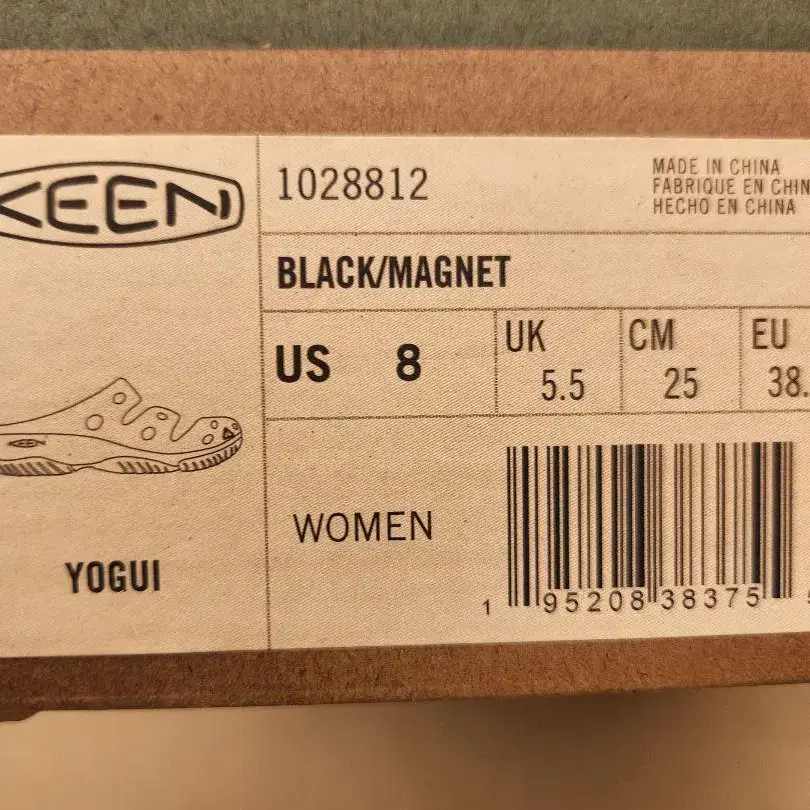 KEEN
1028812
MADE IN CHINA
FABRIQUE EN CHIN
HECHO EN CHINA
BLACK/MAGNET
US 8
UK 5.5
CM 25
EU 38.
KEEN
YOGUI
WOMEN
1 95208 38375